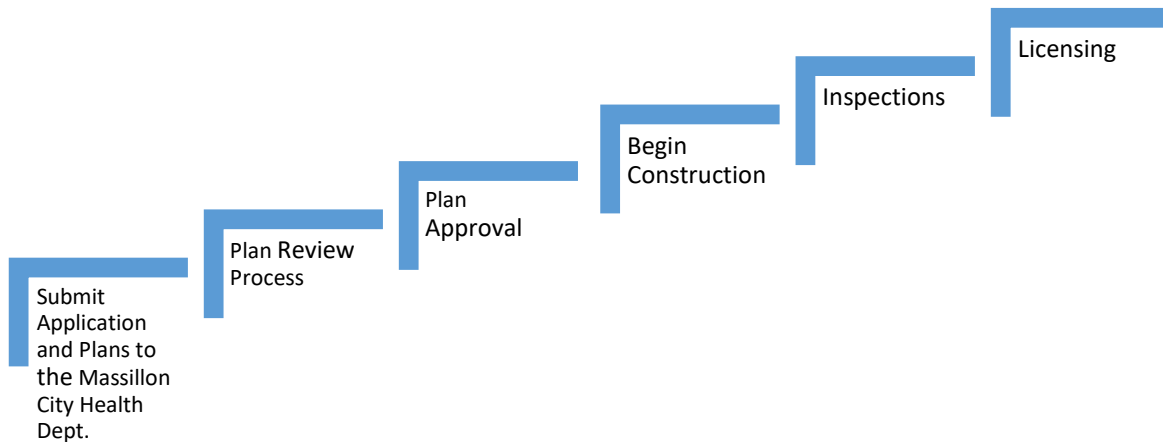 Submit
Application
and Plans to
the Massillon
City Health
Dept.
Plan Review
Process
Plan
Approval
Begin
Construction
Inspections
Licensing